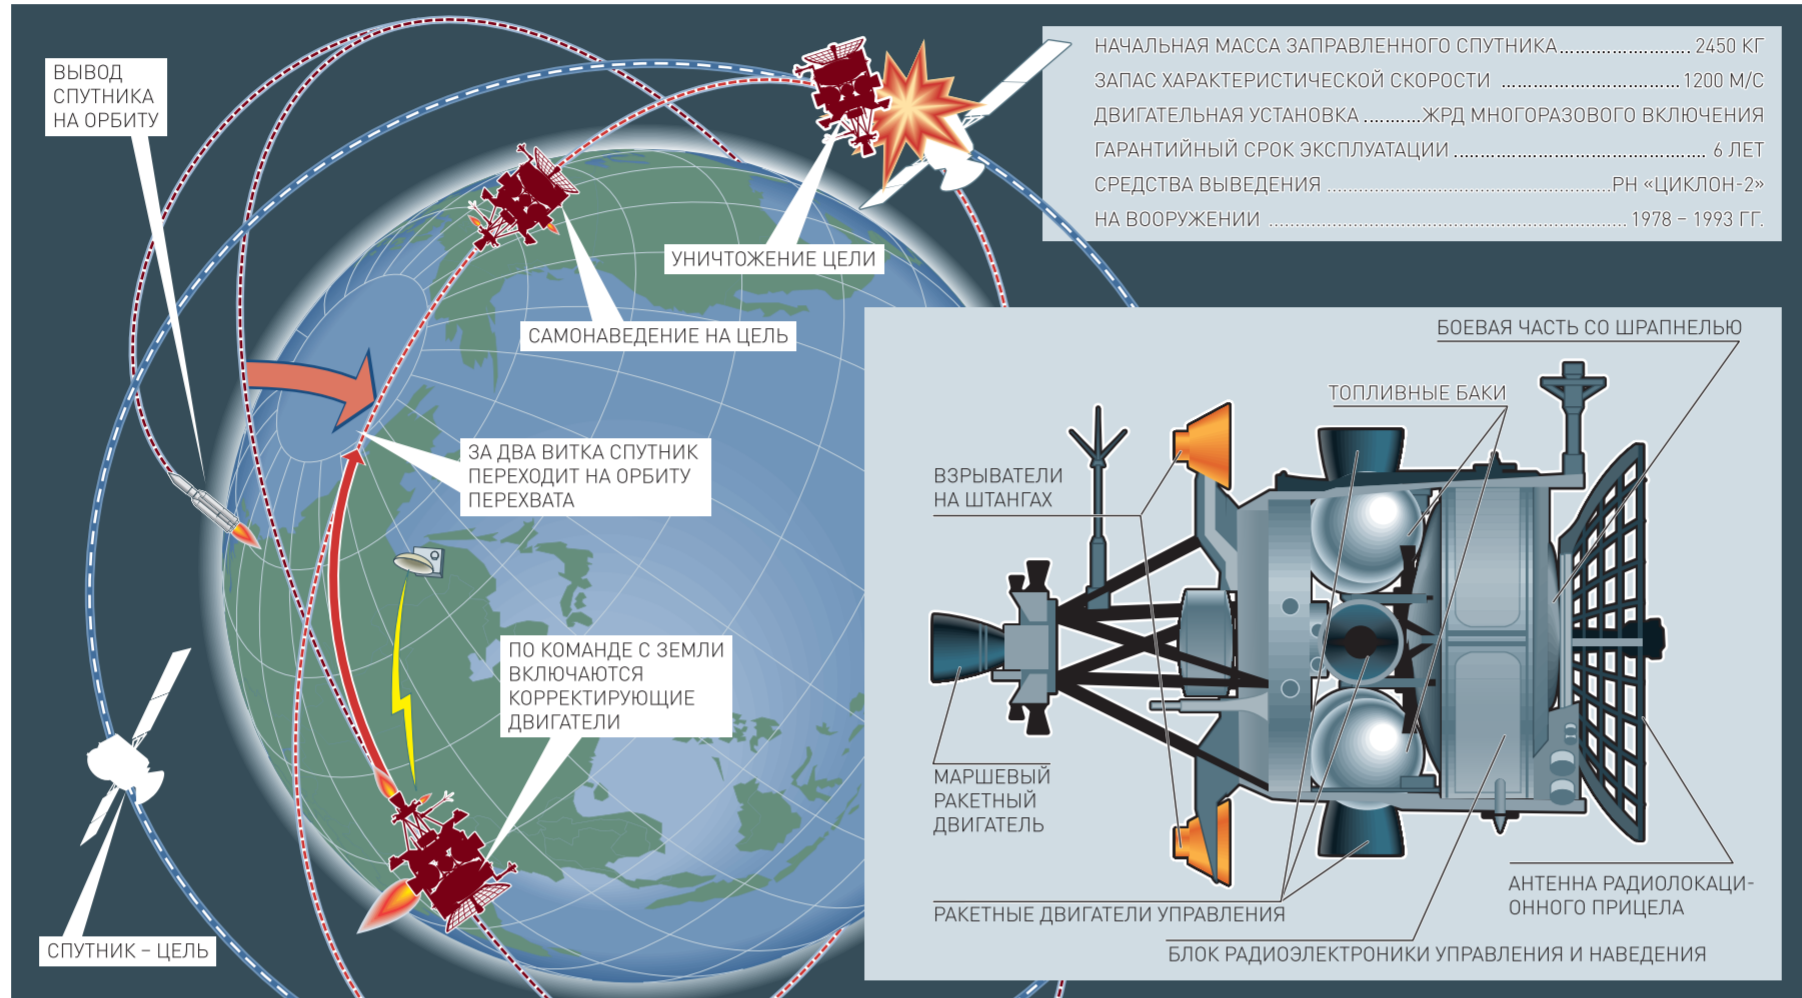 ВЫВОД
СПУТНИКА
НА ОРБИТУ
НАЧАЛЬНАЯ МАССА ЗАПРАВЛЕННОГО СПУТНИКА...................... 2450 КГ
ЗАПАС ХАРАКТЕРИСТИЧЕСКОЙ СКОРОСТИ .............................. 1200 М/С
ДВИГАТЕЛЬНАЯ УСТАНОВКА ..........ЖРД МНОГОРАЗОВОГО ВКЛЮЧЕНИЯ
ГАРАНТИЙНЫЙ СРОК ЭКСПЛУАТАЦИИ .......................................... 6 ЛЕТ
СРЕДСТВА ВЫВЕДЕНИЯ ................................................РН «ЦИКЛОН-2»
НА ВООРУЖЕНИИ ............................................................. 1978 – 1993 ГГ.
УНИЧТОЖЕНИЕ ЦЕЛИ
САМОНАВЕДЕНИЕ НА ЦЕЛЬ
ЗА ДВА ВИТКА СПУТНИК
ПЕРЕХОДИТ НА ОРБИТУ
ПЕРЕХВАТА
ПО КОМАНДЕ С ЗЕМЛИ
ВКЛЮЧАЮТСЯ
КОРРЕКТИРУЮЩИЕ
ДВИГАТЕЛИ
СПУТНИК – ЦЕЛЬ
БОЕВАЯ ЧАСТЬ СО ШРАПНЕЛЬЮ
ТОПЛИВНЫЕ БАКИ
ВЗРЫВАТЕЛИ
НА ШТАНГАХ
МАРШЕВЫЙ
РАКЕТНЫЙ
ДВИГАТЕЛЬ
АНТЕННА РАДИОЛОКАЦИ-
ОННОГО ПРИЦЕЛА
РАКЕТНЫЕ ДВИГАТЕЛИ УПРАВЛЕНИЯ
БЛОК РАДИОЭЛЕКТРОНИКИ УПРАВЛЕНИЯ И НАВЕДЕНИЯ